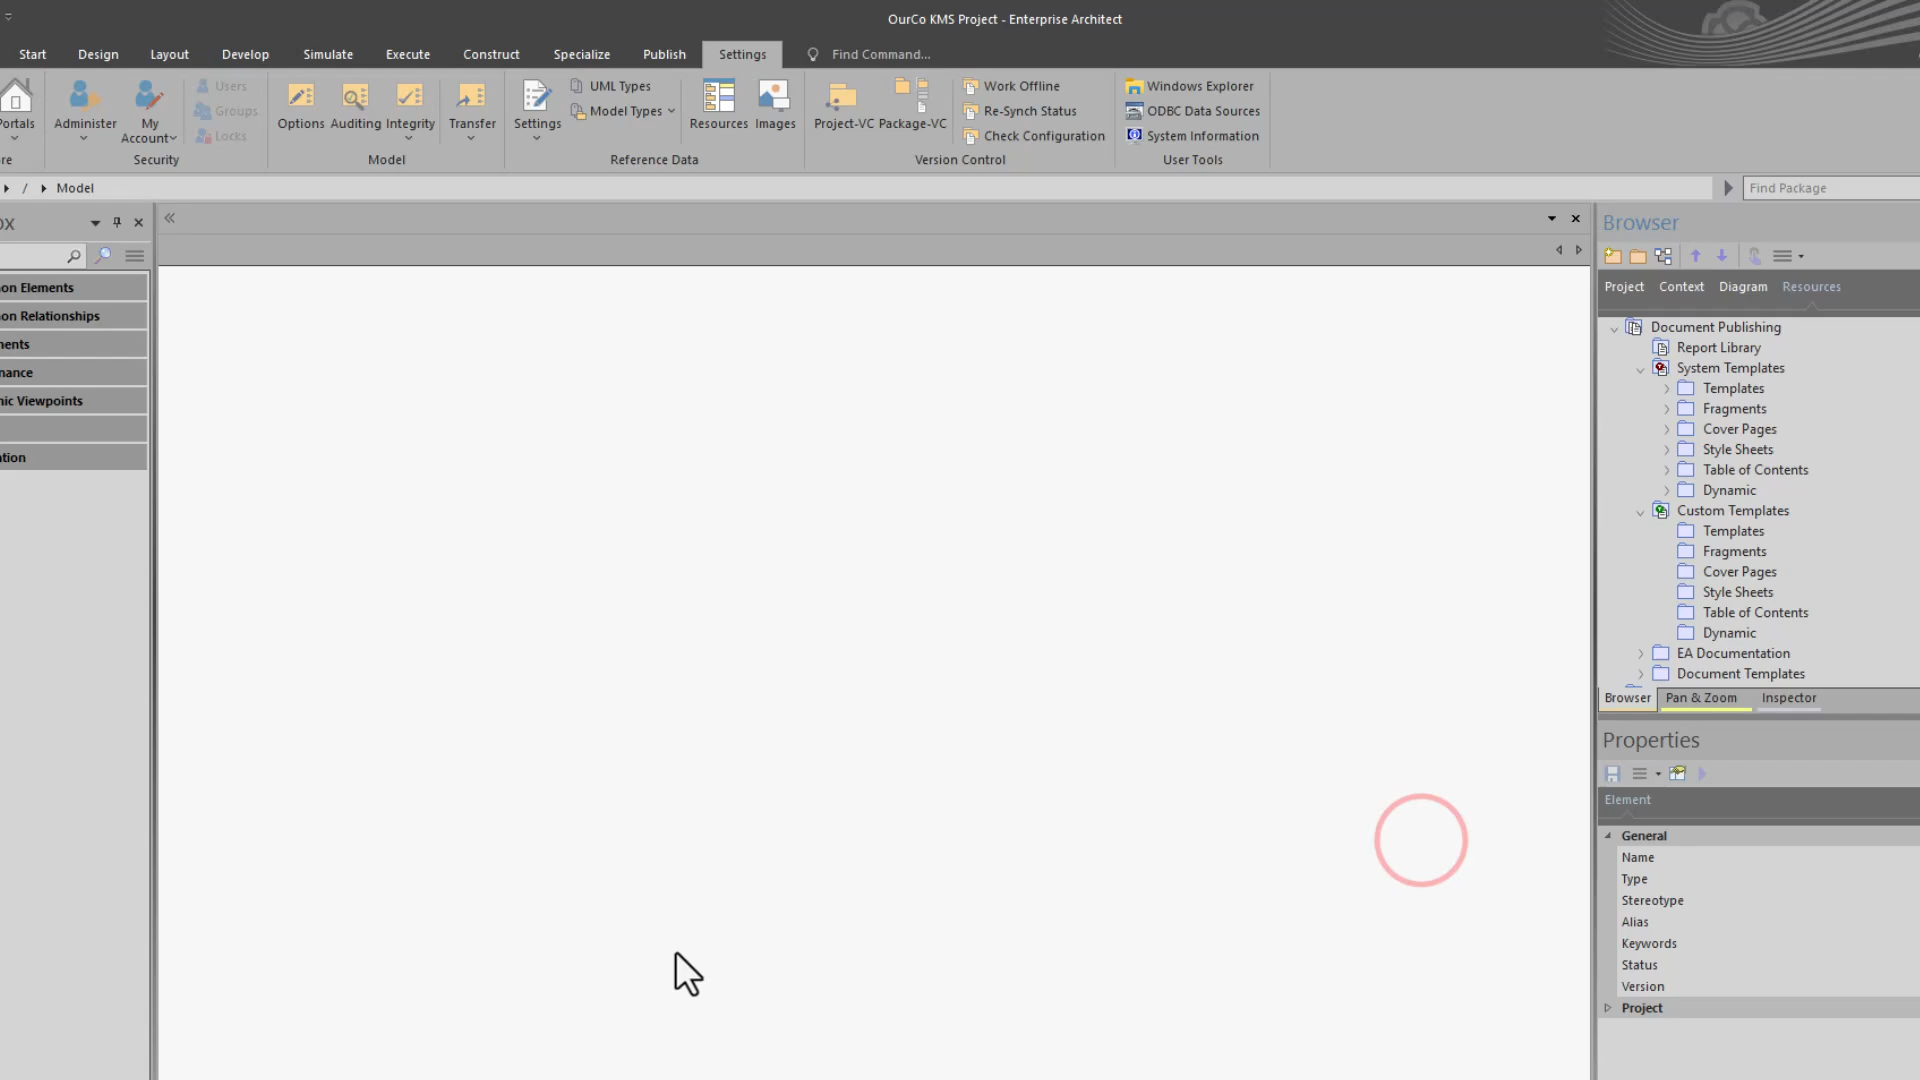 OurCo KMS Project - Enterprise Architect
Start Design Layout Develop Simulate Execute Construct Specialize Publish Settings Find Command...
Users
Groups
Locks
UML Types
Model Types
Work Offline
Re-Synch Status
Check Configuration
Windows Explorer
ODBC Data Sources
System Information
ortals Administer My Account Options Auditing Integrity Transfer Settings Resources Images Project-VC Package-VC
re Security Model Reference Data Version Control User Tools
/ Model Find Package
ox
on Elements
on Relationships
nents
nance
nic Viewpoints
ation
Browser
Project Context Diagram Resources
Document Publishing
Report Library
System Templates
Templates
Fragments
Cover Pages
Style Sheets
Table of Contents
Dynamic
Custom Templates
Templates
Fragments
Cover Pages
Style Sheets
Table of Contents
Dynamic
EA Documentation
Document Templates
Browser Pan & Zoom Inspector
Properties
Element
General
Name
Type
Stereotype
Alias
Keywords
Status
Version
Project